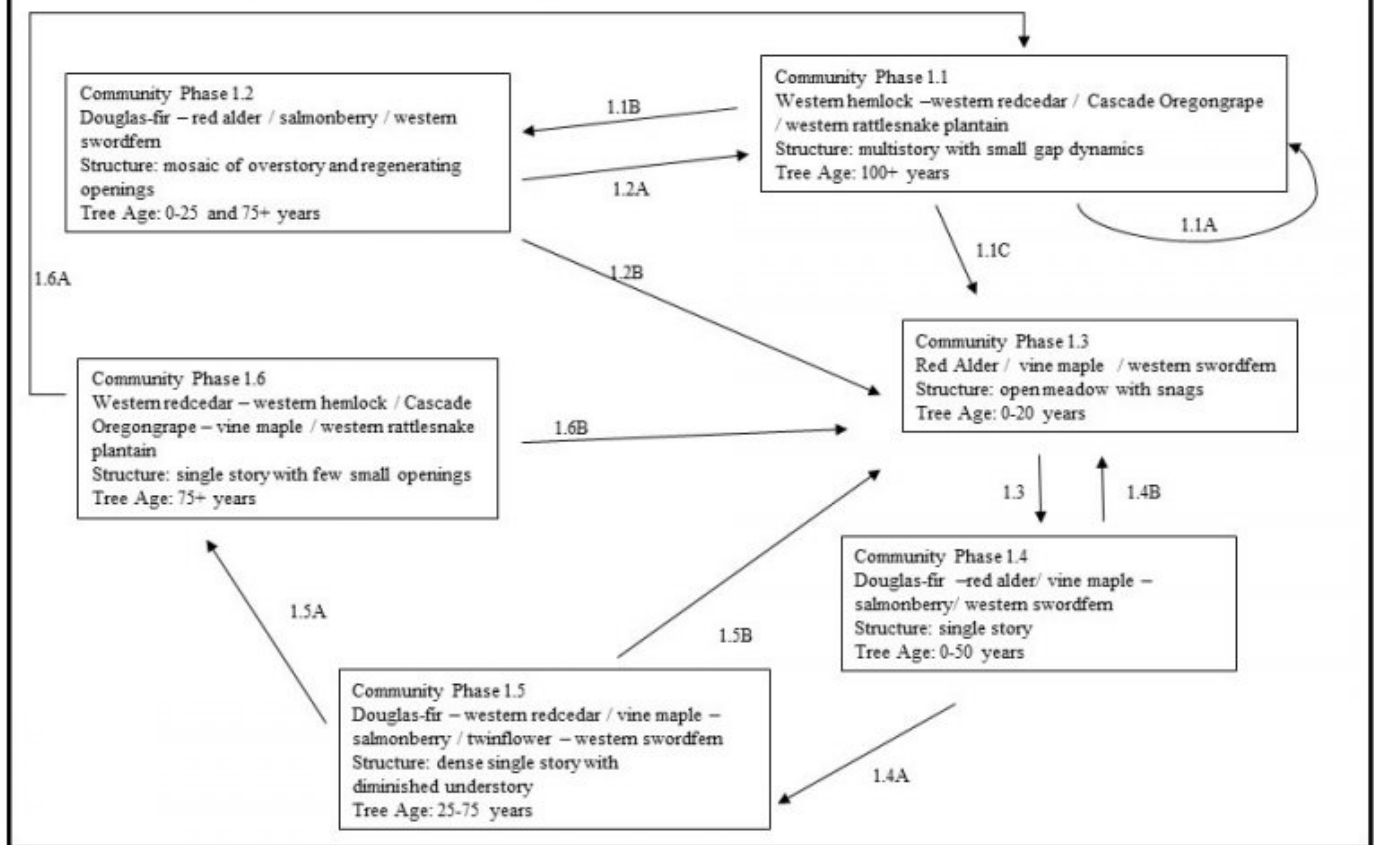 Community Phase 1.2
Douglas-fir – red alder / salmonberry / western
swordfern
Structure: mosaic of overstory and regenerating
openings
Tree Age: 0-25 and 75+ years
1.1B
1.2A
Community Phase 1.1
Western hemlock –western redcedar / Cascade Oregongrape
/ western rattlesnake plantain
Structure: multistory with small gap dynamics
Tree Age: 100+ years
1.1A
1.1C
1.2B
1.6A
Community Phase 1.3
Red Alder / vine maple / western swordfern
Structure: open meadow with snags
Tree Age: 0-20 years
Community Phase 1.6
Western redcedar – western hemlock / Cascade
Oregongrape – vine maple / western rattlesnake
plantain
Structure: single story with few small openings
Tree Age: 75+ years
1.6B
1.3
1.4B
Community Phase 1.4
Douglas-fir –red alder/ vine maple –
salmonberry/ western swordfern
Structure: single story
Tree Age: 0-50 years
1.5A
1.5B
Community Phase 1.5
Douglas-fir – western redcedar / vine maple –
salmonberry / twinflower – western swordfern
Structure: dense single story with
diminished understory
Tree Age: 25-75 years
1.4A